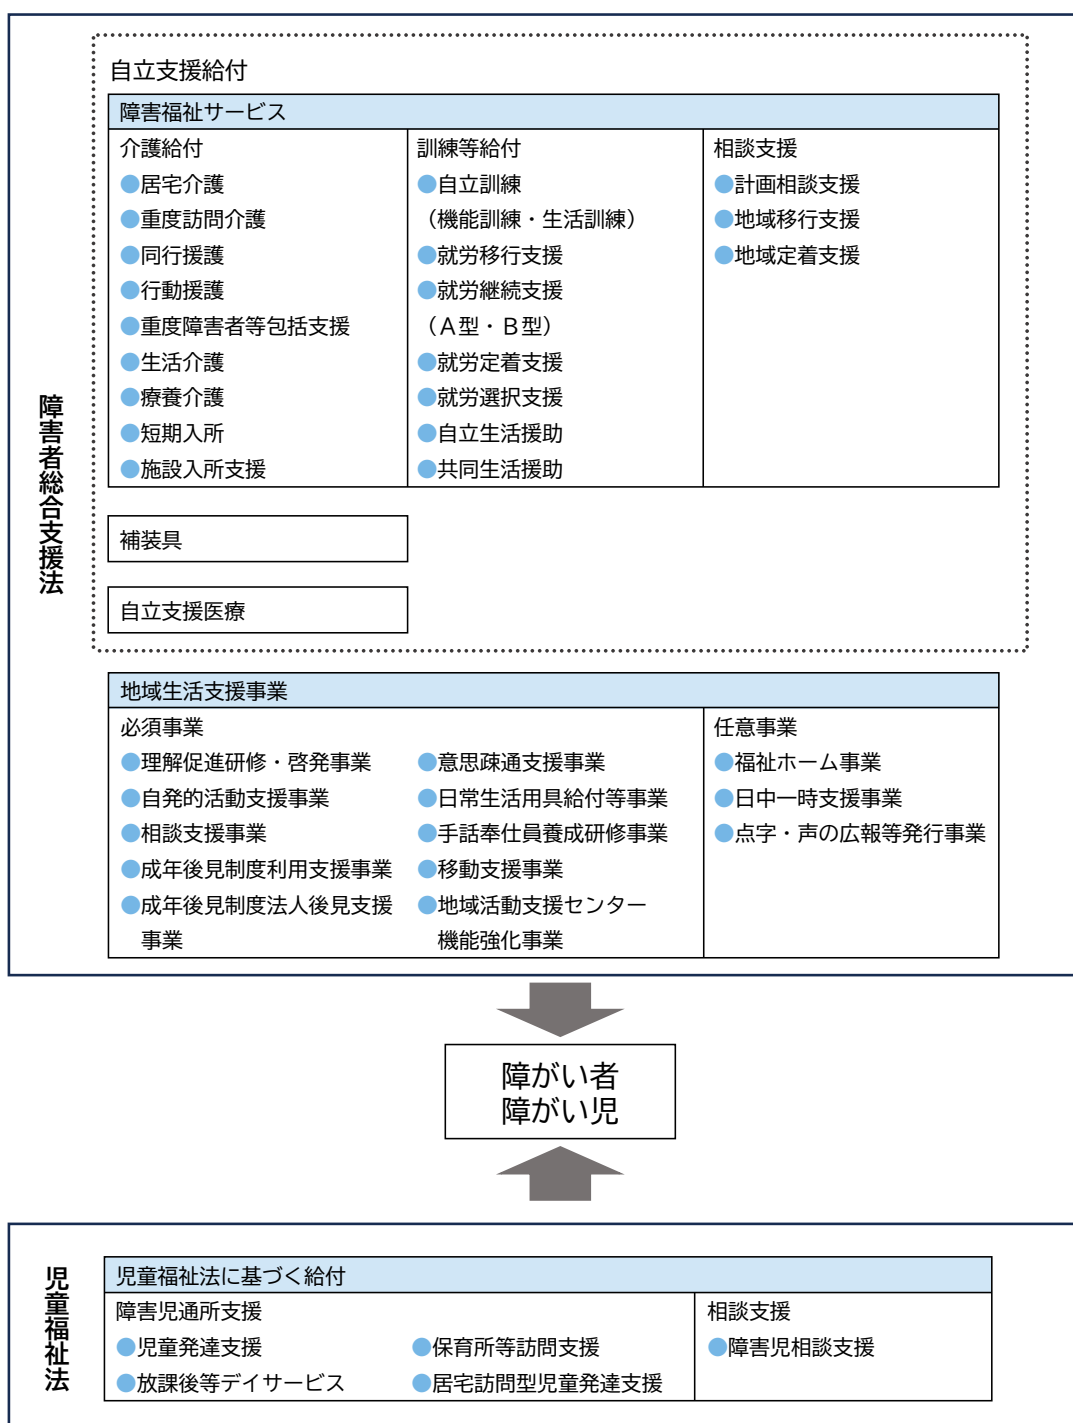 障害者総合支援法
自立支援給付
障害福祉サービス
介護給付
●居宅介護
●重度訪問介護
●同行援護
●行動援護
●重度障害者等包括支援
●生活介護
●療養介護
●短期入所
●施設入所支援
訓練等給付
●自立訓練
（機能訓練・生活訓練）
●就労移行支援
●就労継続支援
（Ａ型・Ｂ型）
●就労定着支援
●就労選択支援
●自立生活援助
●共同生活援助
相談支援
●計画相談支援
●地域移行支援
●地域定着支援
補装具
自立支援医療
地域生活支援事業
必須事業
●理解促進研修・啓発事業
●自発的活動支援事業
●相談支援事業
●成年後見制度利用支援事業
●成年後見制度法人後見支援
事業
●意思疎通支援事業
●日常生活用具給付等事業
●手話奉仕員養成研修事業
●移動支援事業
●地域活動支援センター
機能強化事業
任意事業
●福祉ホーム事業
●日中一時支援事業
●点字・声の広報等発行事業
障がい者
障がい児
児童福祉法
児童福祉法に基づく給付
障害児通所支援
●児童発達支援
●放課後等デイサービス
●保育所等訪問支援
●居宅訪問型児童発達支援
相談支援
●障害児相談支援